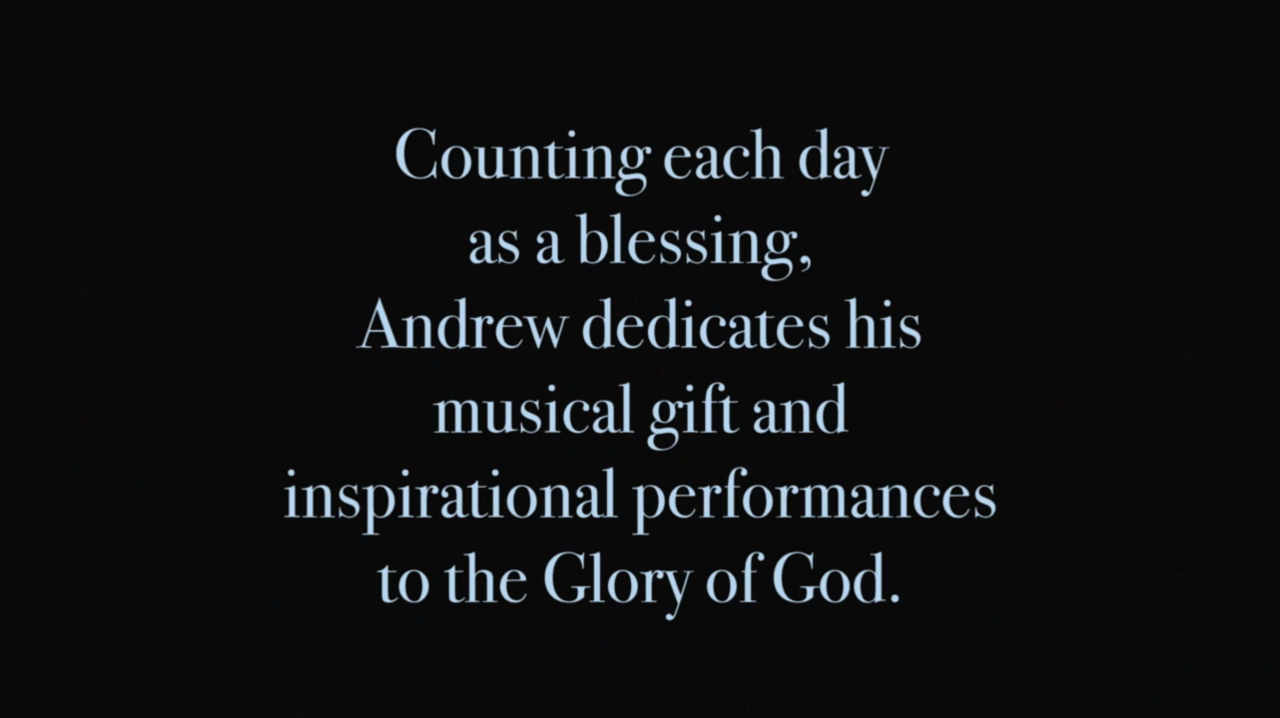 Counting each day
as a blessing,
Andrew dedicates his
musical gift and
inspirational performances
to the Glory of God.